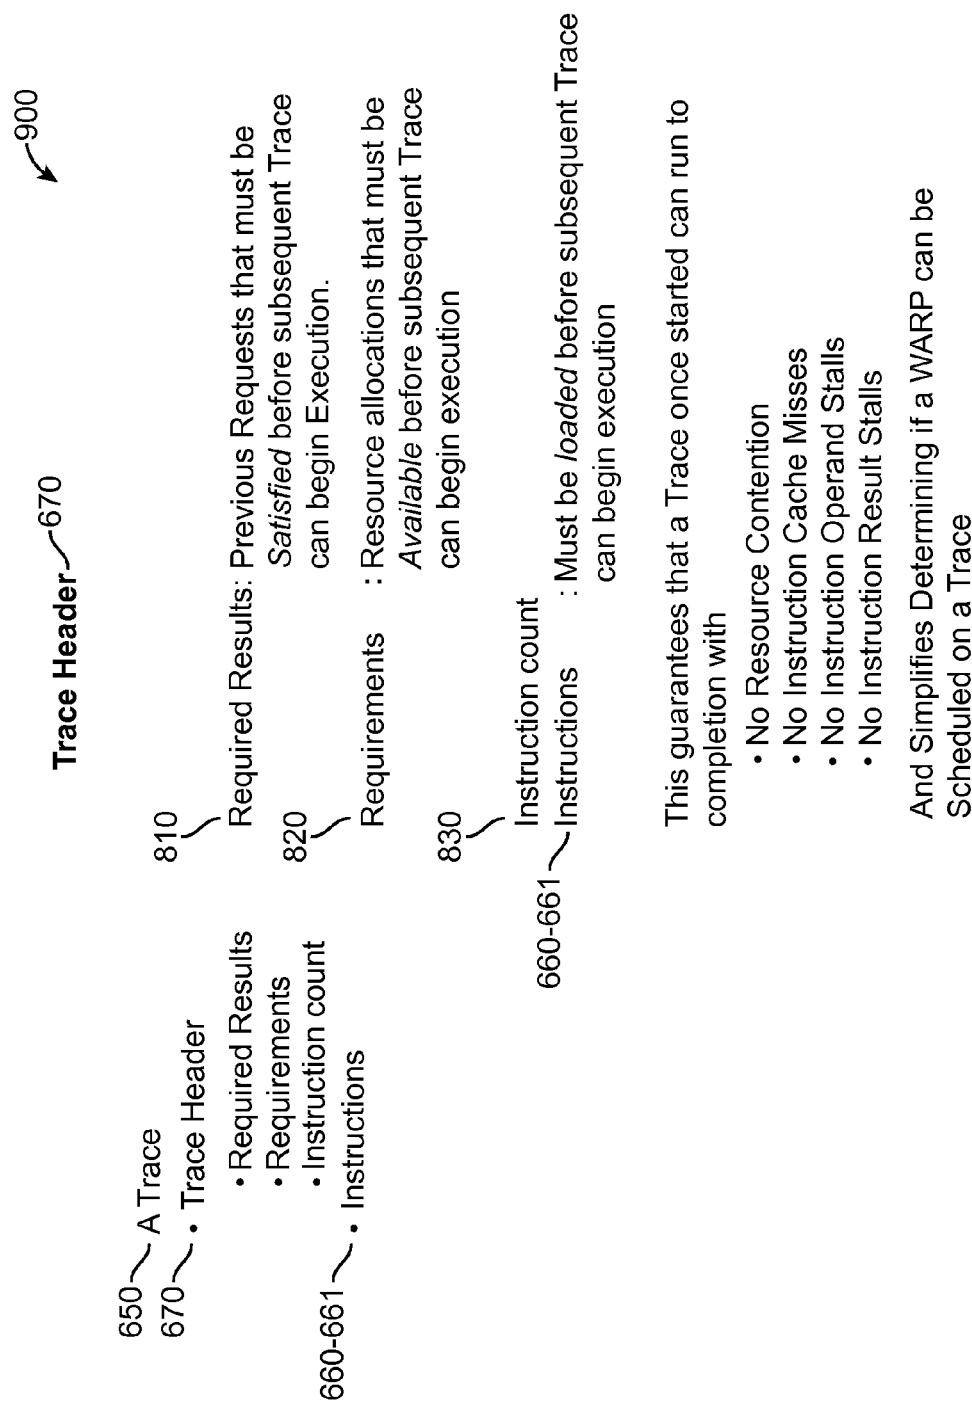 900
Trace Header 670
650 A Trace
670 • Trace Header
• Required Results
• Requirements
• Instruction count
660-661 • Instructions
810
Required Results: Previous Requests that must be
Satisfied before subsequent Trace
can begin Execution.
820
Requirements : Resource allocations that must be
Available before subsequent Trace
can begin execution
830
Instruction count
660-661 Instructions : Must be loaded before subsequent Trace
can begin execution
This guarantees that a Trace once started can run to
completion with
• No Resource Contention
• No Instruction Cache Misses
• No Instruction Operand Stalls
• No Instruction Result Stalls
And Simplifies Determining if a WARP can be
Scheduled on a Trace